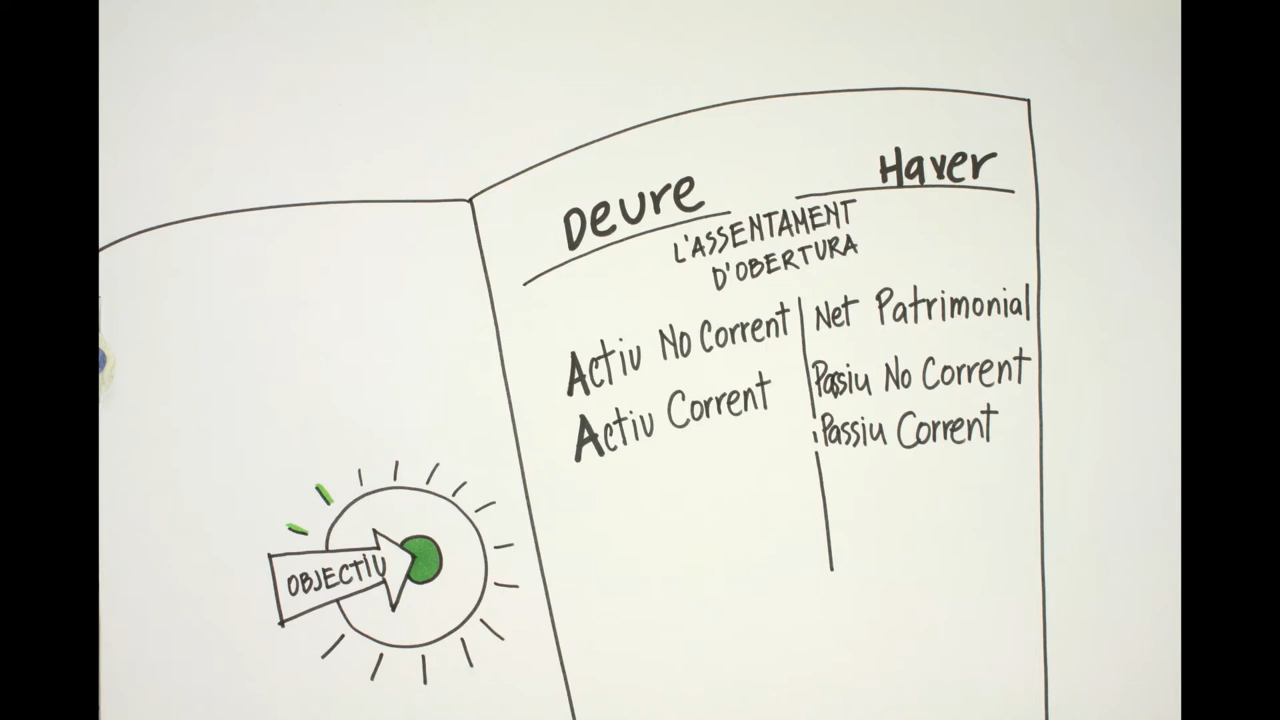 Deure
Haver
L'ASSENTAMENT
D'OBERTURA
Actiu No Corrent
Net Patrimonial
Actiu Corrent
Passiu No Corrent
Passiu Corrent
OBJECTIU